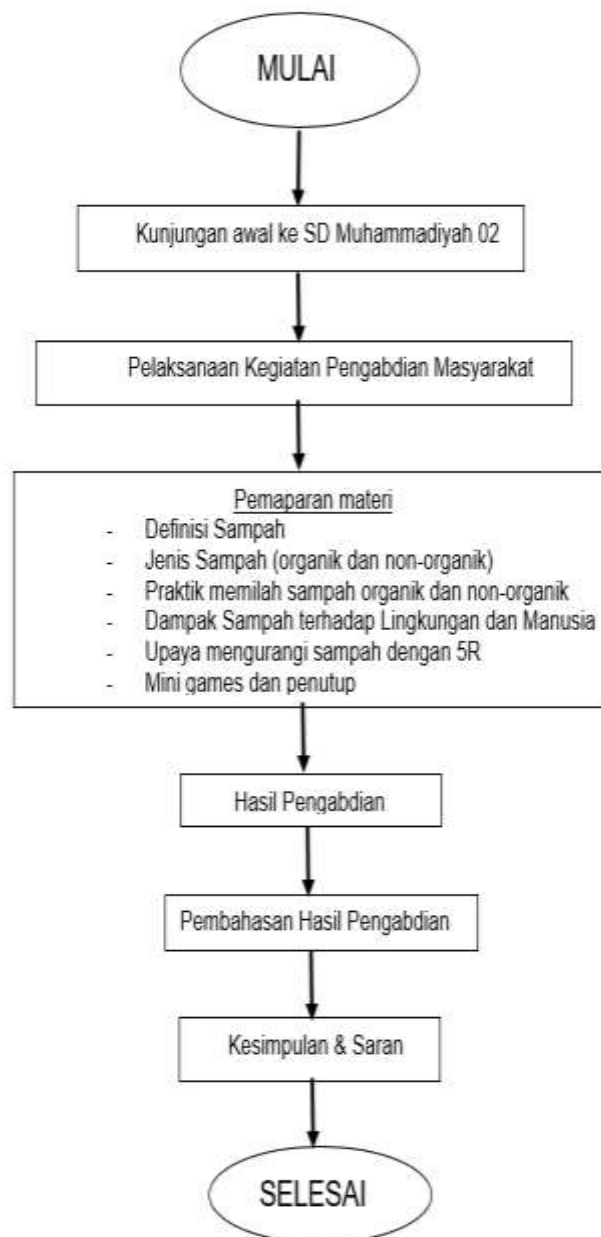 MULAI
Kunjungan awal ke SD Muhammadiyah 02
Pelaksanaan Kegiatan Pengabdian Masyarakat
Pemaparan materi
- Definisi Sampah
- Jenis Sampah (organik dan non-organik)
- Praktik memilah sampah organik dan non-organik
- Dampak Sampah terhadap Lingkungan dan Manusia
- Upaya mengurangi sampah dengan 5R
- Mini games dan penutup
Hasil Pengabdian
Pembahasan Hasil Pengabdian
Kesimpulan & Saran
SELESAI